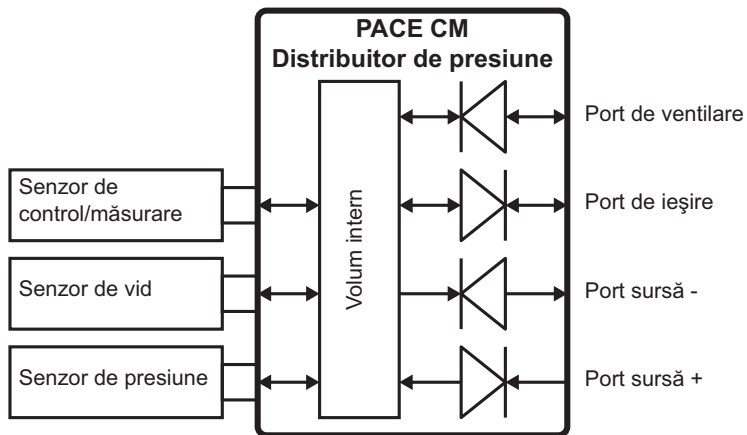 PACE CM
Distribuitor de presiune
Port de ventilare
Senzor de
control/măsurare
Port de ieşire
Volum intern
Senzor de vid
Port sursă -
Senzor de presiune
Port sursă +